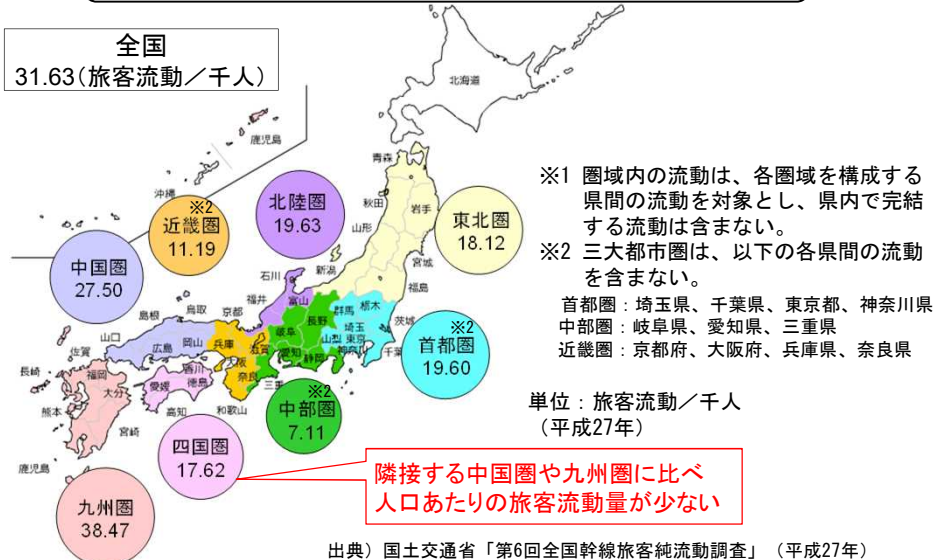 全国
31.63(旅客流動／千人)
北海道
鹿児島
沖縄
青森
秋田
岩手
山形
宮城
福島
新潟
東北圏
18.12
北陸圏
19.63
※2
近畿圏
11.19
中国圏
27.50
石川
富山
福井
群馬
栃木
茨城
埼玉
山梨
東京
神奈川
千葉
長野
岐阜
愛知
静岡
三重
滋賀
京都
兵庫
大阪
奈良
和歌山
鳥取
島根
岡山
広島
山口
香川
徳島
愛媛
高知
福岡
佐賀
長崎
大分
熊本
宮崎
鹿児島
※2
首都圏
19.60
※2
中部圏
7.11
四国圏
17.62
九州圏
38.47
※1 圏域内の流動は、各圏域を構成する
県間の流動を対象とし、県内で完結
する流動は含まない。
※2 三大都市圏は、以下の各県間の流動
を含まない。
首都圏：埼玉県、千葉県、東京都、神奈川県
中部圏：岐阜県、愛知県、三重県
近畿圏：京都府、大阪府、兵庫県、奈良県
単位：旅客流動／千人
（平成27年）
隣接する中国圏や九州圏に比べ
人口あたりの旅客流動量が少ない
出典）国土交通省「第6回全国幹線旅客純流動調査」（平成27年）